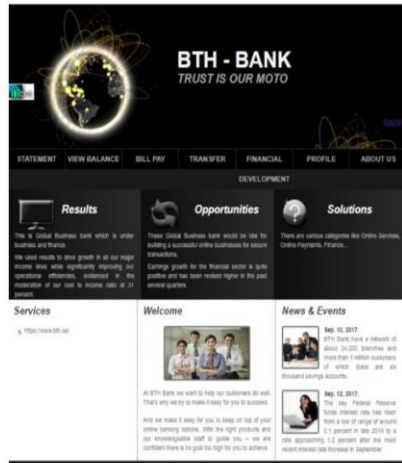 BTH - BANK
TRUST IS OUR MOTO
STATEMENT VIEW BALANCE BILL PAY TRANSFER FINANCIAL PROFILE ABOUT US
DEVELOPMENT
Results
This is Global Business bank which is under
business and finance.
We used results to drive growth in all our major
income lines while significantly improving our
operational efficiencies, evidenced in the
moderation of our cost to income ratio at 31
percent.
Opportunities
These Global Business bank would be idle for
building a successful online businesses for secure
transactions.
Earnings growth for the financial sector is quite
positive and has been revised higher in the past
several quarters.
Solutions
There are various categories like Online Services,
Online Payments, Finance...
Services
https://www.bth.se/
Welcome
At BTH Bank we want to help our customers do well.
That's why we try to make it easy for you to succeed.
And we make it easy for you to keep on top of your
online banking options. With the right products and
our knowledgeable staff to guide you – we are
confident there is no goal too high for you to achieve.
News & Events
Sep. 10, 2017.
BTH Bank have a network of
about 24,000 branches and
more than 1 million customers
of which there are six
thousand savings accounts.
Sep. 12, 2017.
The key Federal Reserve
funds interest rate has risen
from a low of range of around
0.1 percent in late 2016 to a
rate approaching 1.2 percent after the most
recent interest rate increase in September.